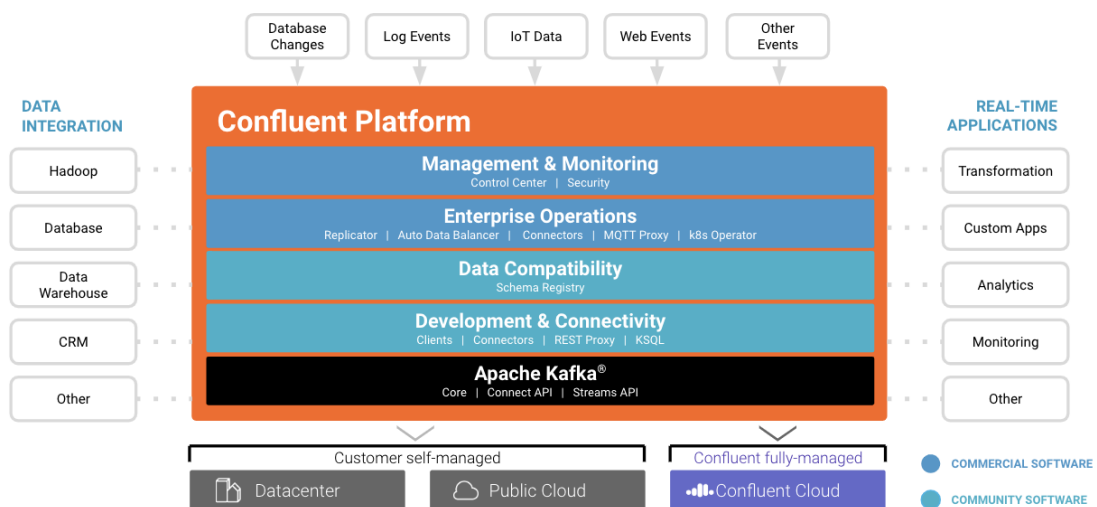 Database
Changes
Log Events
IoT Data
Web Events
Other
Events
DATA
INTEGRATION
Hadoop
Database
Data
Warehouse
CRM
Other
Confluent Platform
Management & Monitoring
Control Center | Security
Enterprise Operations
Replicator | Auto Data Balancer | Connectors | MQTT Proxy | k8s Operator
Data Compatibility
Schema Registry
Development & Connectivity
Clients | Connectors | REST Proxy | KSQL
Apache Kafka®
Core | Connect API | Streams API
REAL-TIME
APPLICATIONS
Transformation
Custom Apps
Analytics
Monitoring
Other
Customer self-managed
Datacenter
Public Cloud
Confluent fully-managed
Confluent Cloud
COMMERCIAL SOFTWARE
COMMUNITY SOFTWARE